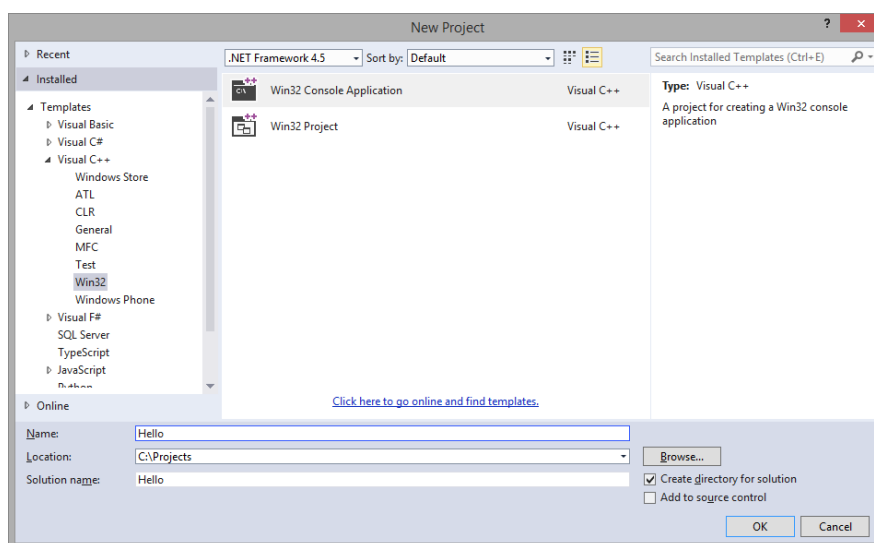 New Project
? ×
Recent
.NET Framework 4.5 Sort by: Default
Search Installed Templates (Ctrl+E)
Installed
Templates
Visual Basic
Visual C#
Visual C++
Windows Store
ATL
CLR
General
MFC
Test
Win32
Windows Phone
Visual F#
SQL Server
TypeScript
JavaScript
Python
Online
Win32 Console Application Visual C++
Win32 Project Visual C++
Click here to go online and find templates.
Type: Visual C++
A project for creating a Win32 console
application
Name: Hello
Location: C:\Projects
Browse...
Solution name: Hello
Create directory for solution
Add to source control
OK Cancel